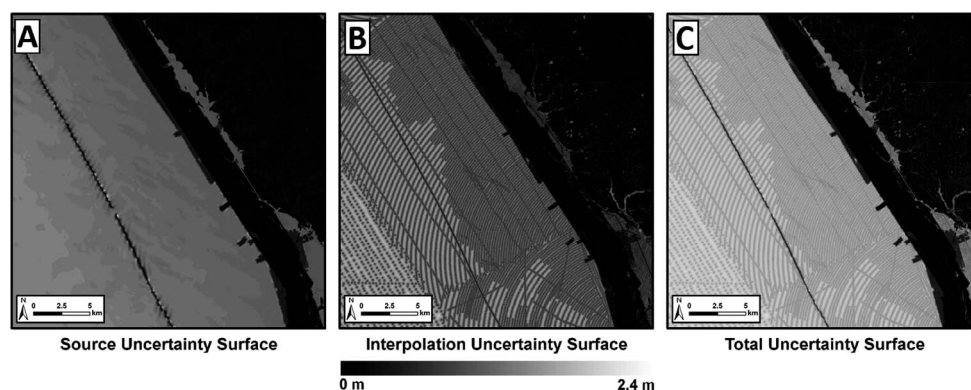 A
B
C
N
0 2.5 5
km
N
0 2.5 5
km
N
0 2.5 5
km
Source Uncertainty Surface
Interpolation Uncertainty Surface
Total Uncertainty Surface
0 m
2.4 m